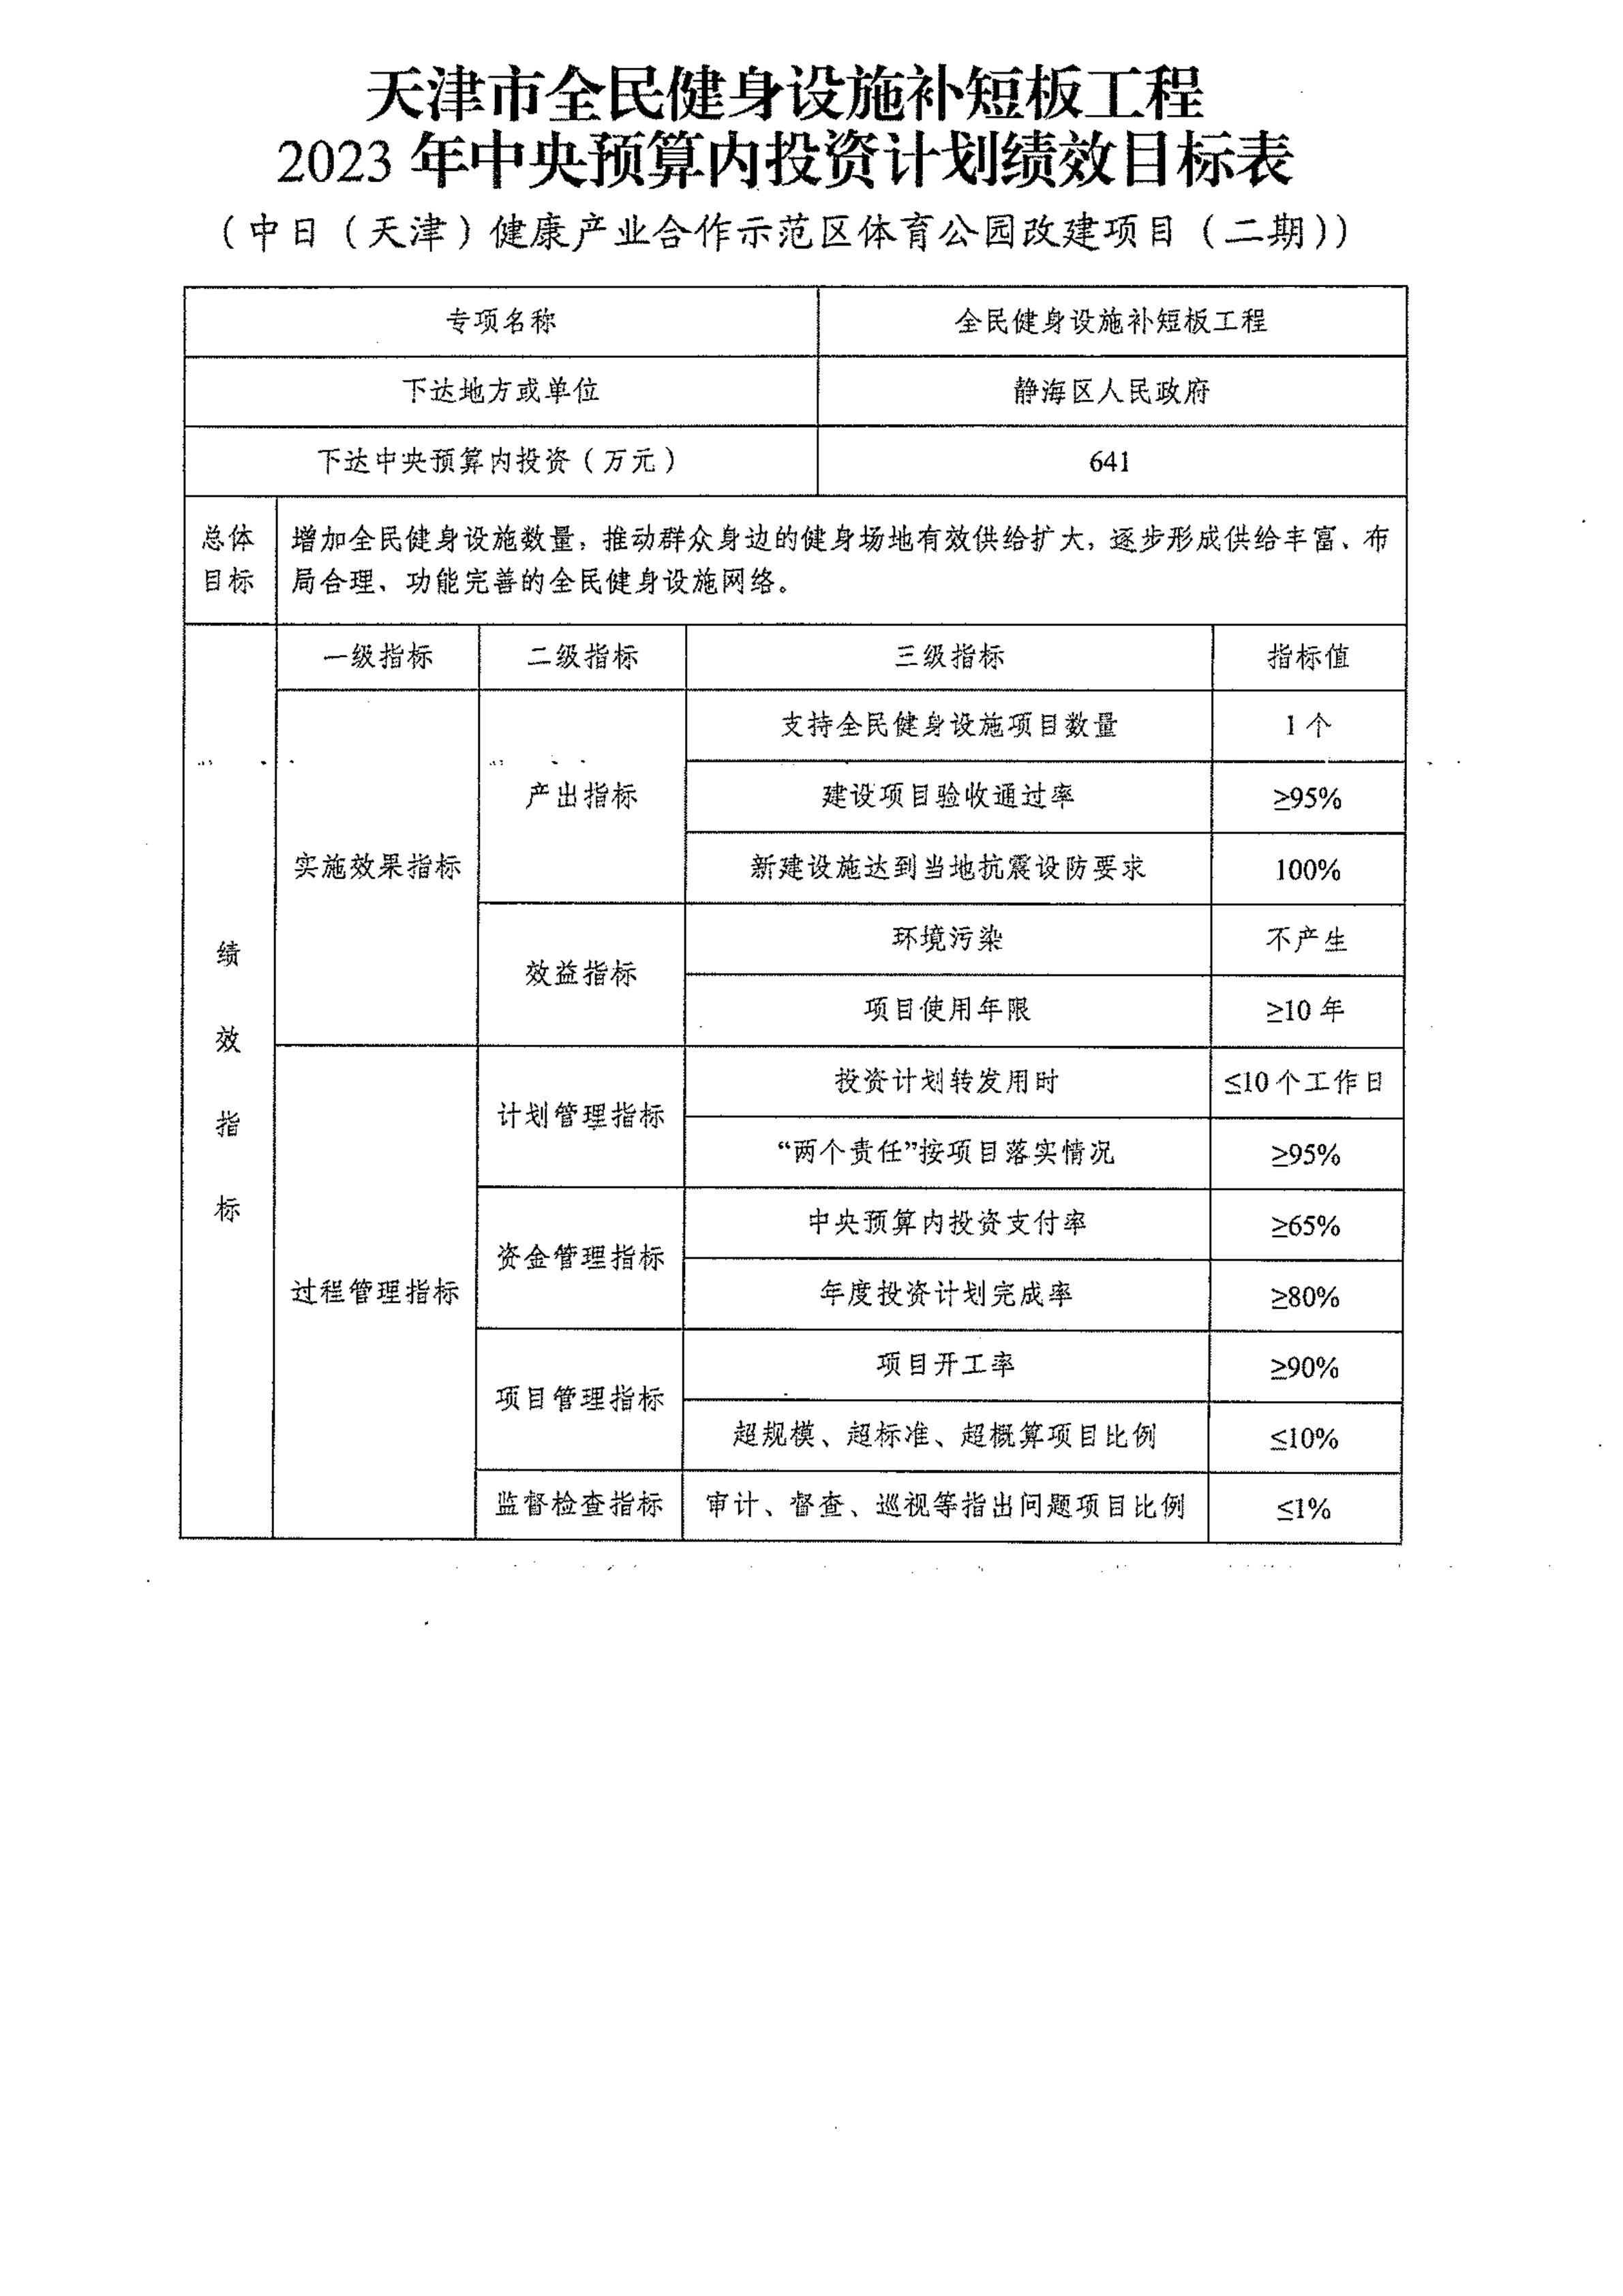 天津市全民健身设施补短板工程
2023 年中央预算内投资计划绩效目标表
（中日（天津）健康产业合作示范区体育公园改建项目（二期））
专项名称 全民健身设施补短板工程
下达地方或单位 静海区人民政府
下达中央预算内投资（万元） 641
总体目标
增加全民健身设施数量，推动群众身边的健身场地有效供给扩大，逐步形成供给丰富、布
局合理、功能完善的全民健身设施网络。
绩效指标
一级指标 二级指标 三级指标 指标值
实施效果指标
产出指标
支持全民健身设施项目数量 1 个
建设项目验收通过率 ≥95%
新建设施达到当地抗震设防要求 100%
效益指标
环境污染 不产生
项目使用年限 ≥10 年
过程管理指标
计划管理指标
投资计划转发用时 ≤10 个工作日
“两个责任”按项目落实情况 ≥95%
资金管理指标
中央预算内投资支付率 ≥65%
年度投资计划完成率 ≥80%
项目管理指标
项目开工率 ≥90%
超规模、超标准、超概算项目比例 ≤10%
监督检查指标 审计、督查、巡视等指出问题项目比例 ≤1%